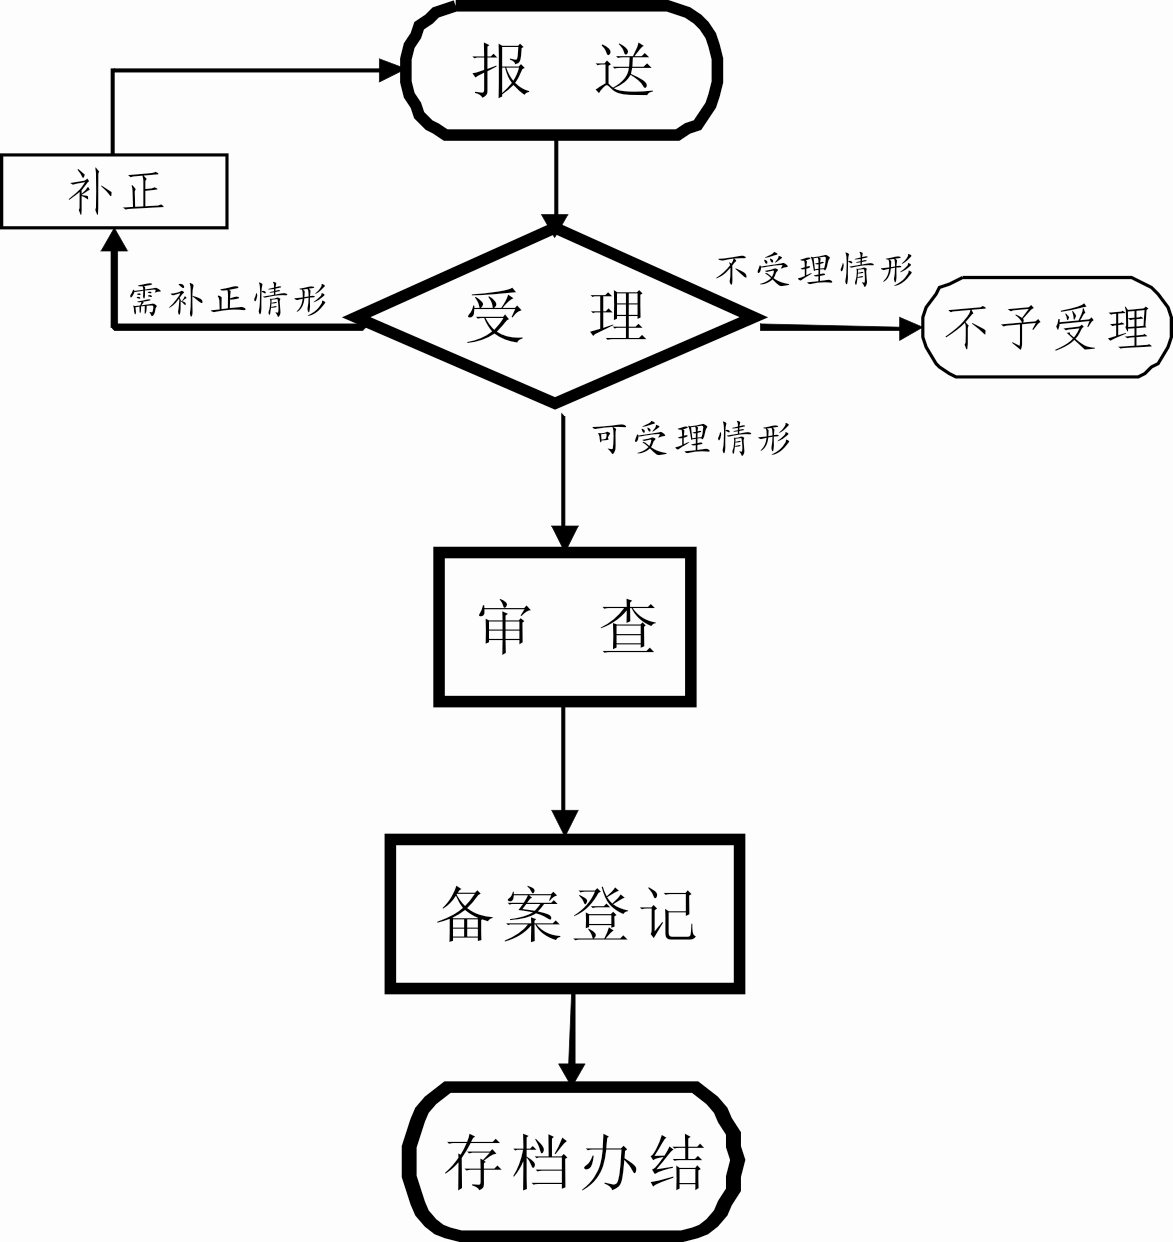 报 送
补正
不受理情形
需补正情形
受 理
不予受理
可受理情形
审 查
备案登记
存档办结